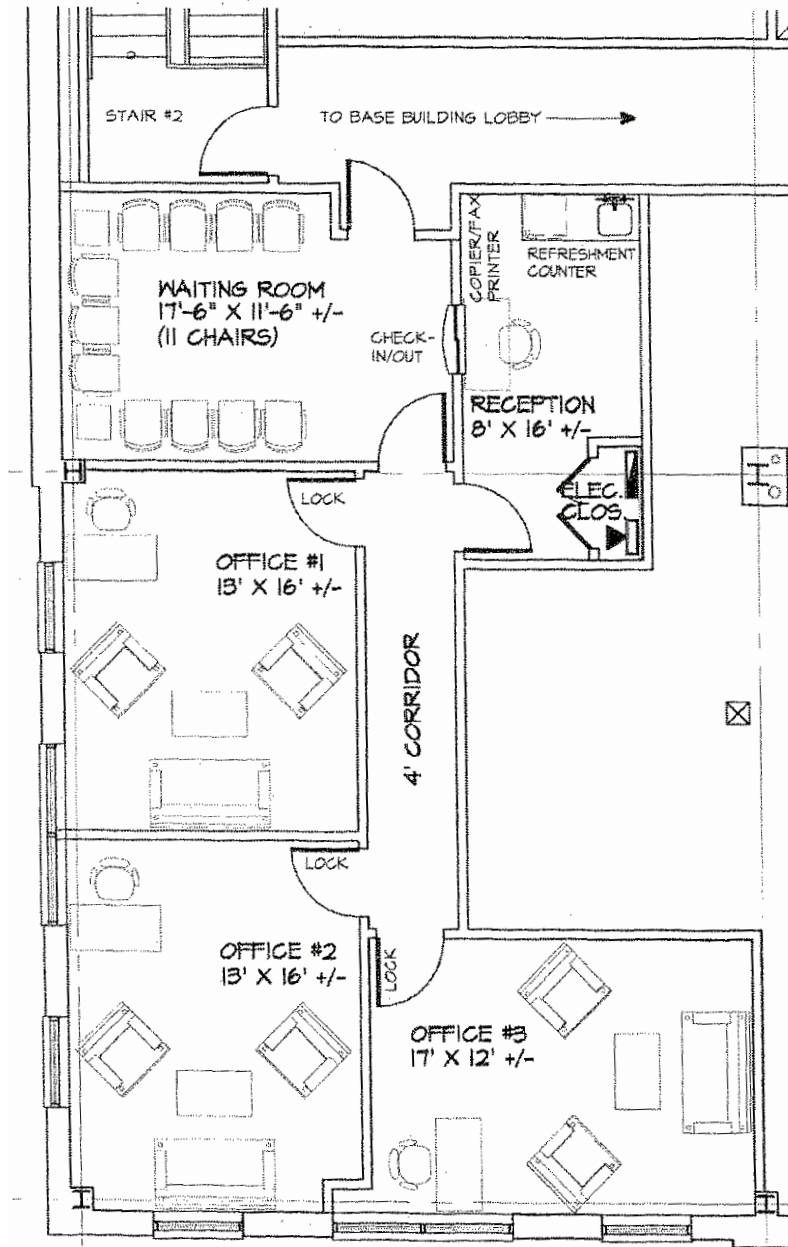 STAIR #2
TO BASE BUILDING LOBBY
COPIER/FAX
PRINTER
REFRESHMENT
COUNTER
WAITING ROOM
17'-6" X 11'-6" +/-
(11 CHAIRS)
CHECK-
IN/OUT
RECEPTION
8' X 16' +/-
ELEC.
CLOS.
LOCK
OFFICE #1
13' X 16' +/-
4' CORRIDOR
LOCK
OFFICE #2
13' X 16' +/-
LOCK
OFFICE #3
17' X 12' +/-